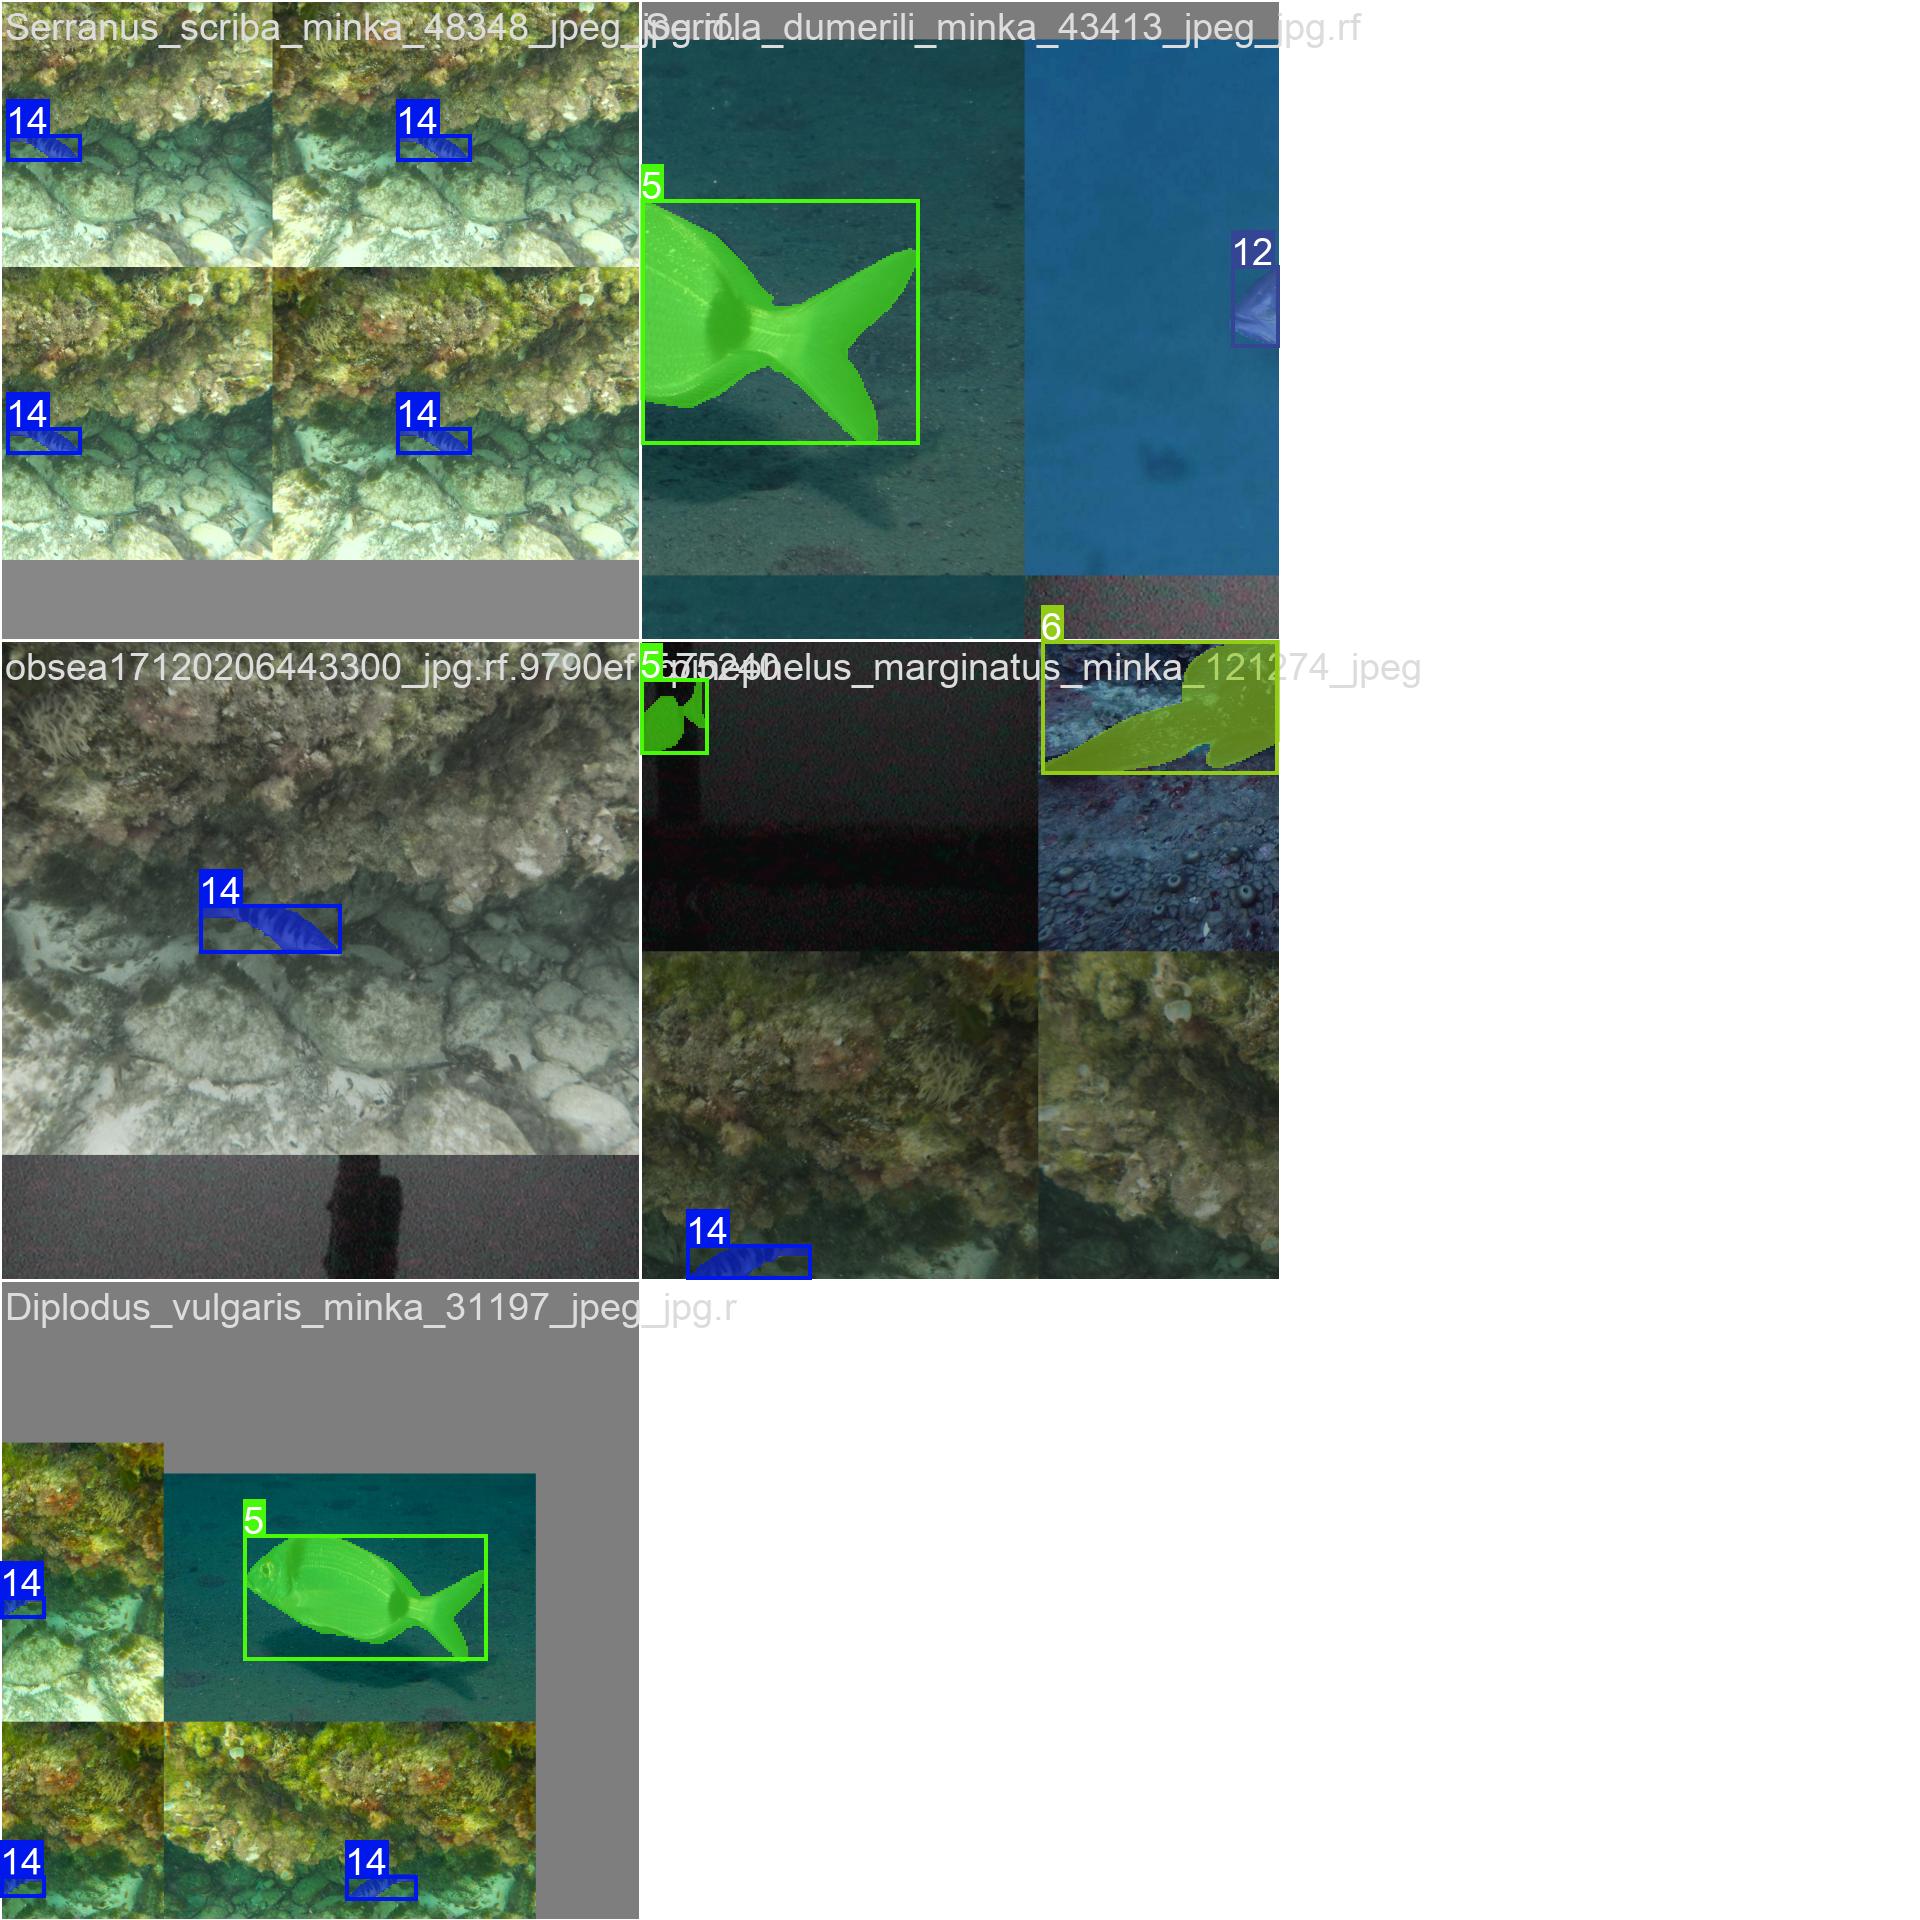 Serranus_scriba_minka_48348_jpeg_jpg.rf.
Seriola_dumerili_minka_43413_jpeg_jpg.rf
14
14
5
12
14
14
6
obsea17120206443300_jpg.rf.9790ef
5
Epinephelus_marginatus_minka_121274_jpeg
14
14
Diplodus_vulgaris_minka_31197_jpeg_jpg.r
5
14
14
14